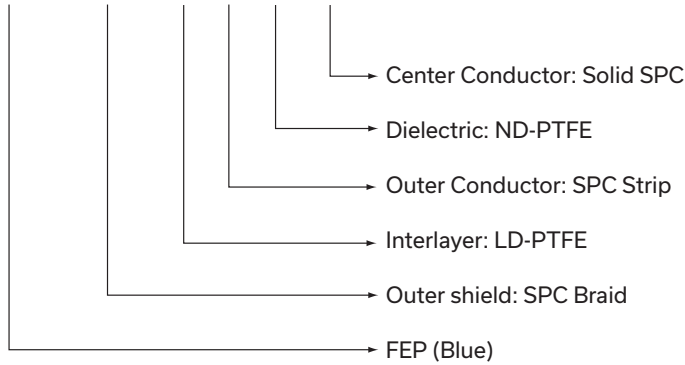 Center Conductor: Solid SPC
Dielectric: ND-PTFE
Outer Conductor: SPC Strip
Interlayer: LD-PTFE
Outer shield: SPC Braid
FEP (Blue)